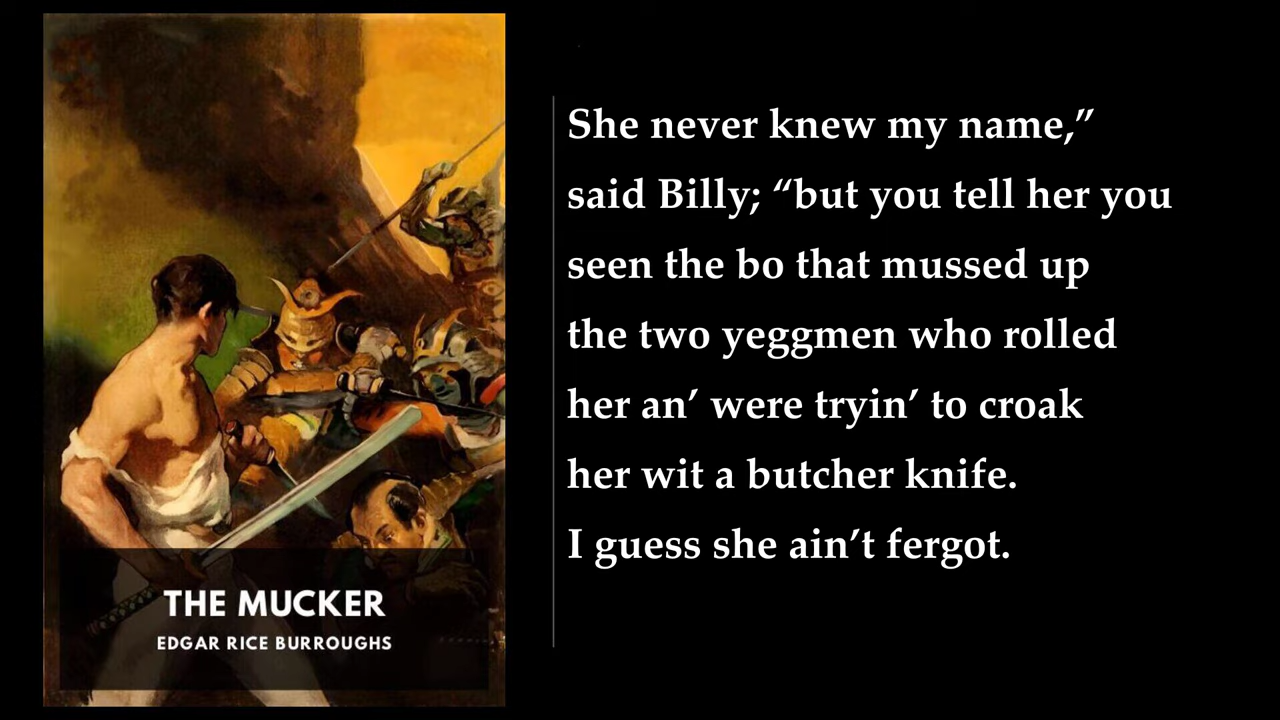 THE MUCKER
EDGAR RICE BURROUGHS
She never knew my name,”
said Billy; “but you tell her you
seen the bo that mussed up
the two yeggmen who rolled
her an’ were tryin’ to croak
her wit a butcher knife.
I guess she ain’t fergot.